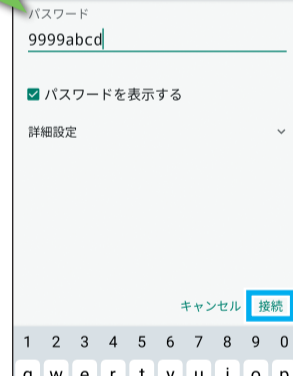 パスワード
9999abcd
パスワードを表示する
詳細設定
キャンセル 接続
1 2 3 4 5 6 7 8 9 0
q w e r t y u i o p